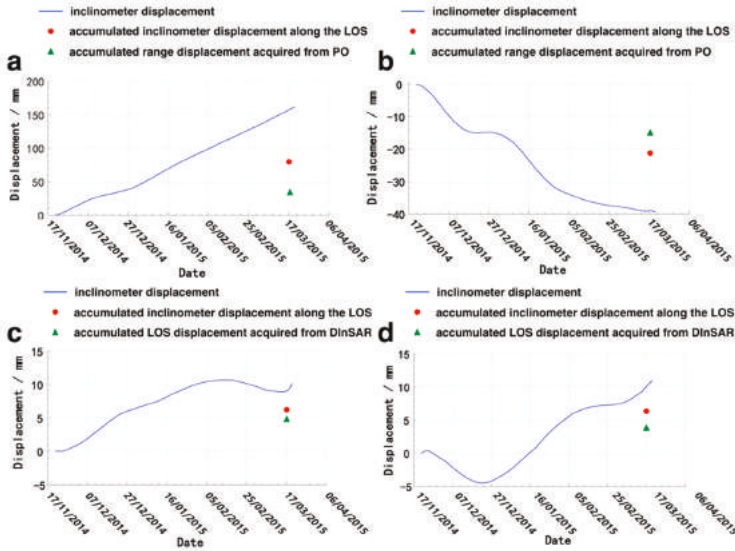 inclinometer displacement
accumulated inclinometer displacement along the LOS
accumulated range displacement acquired from PO
a
200
150
100
50
0
Displacement / mm
17/11/2014
07/12/2014
27/12/2014
16/01/2015
05/02/2015
25/02/2015
17/03/2015
06/04/2015
Date
inclinometer displacement
accumulated inclinometer displacement along the LOS
accumulated range displacement acquired from PO
b
0
-10
-20
-30
-40
Displacement / mm
17/11/2014
07/12/2014
27/12/2014
16/01/2015
05/02/2015
25/02/2015
17/03/2015
06/04/2015
Date
inclinometer displacement
accumulated inclinometer displacement along the LOS
accumulated LOS displacement acquired from DInSAR
c
15
10
5
0
-5
Displacement / mm
17/11/2014
07/12/2014
27/12/2014
16/01/2015
05/02/2015
25/02/2015
17/03/2015
06/04/2015
Date
inclinometer displacement
accumulated inclinometer displacement along the LOS
accumulated LOS displacement acquired from DInSAR
d
15
10
5
0
-5
Displacement / mm
17/11/2014
07/12/2014
27/12/2014
16/01/2015
05/02/2015
25/02/2015
17/03/2015
06/04/2015
Date